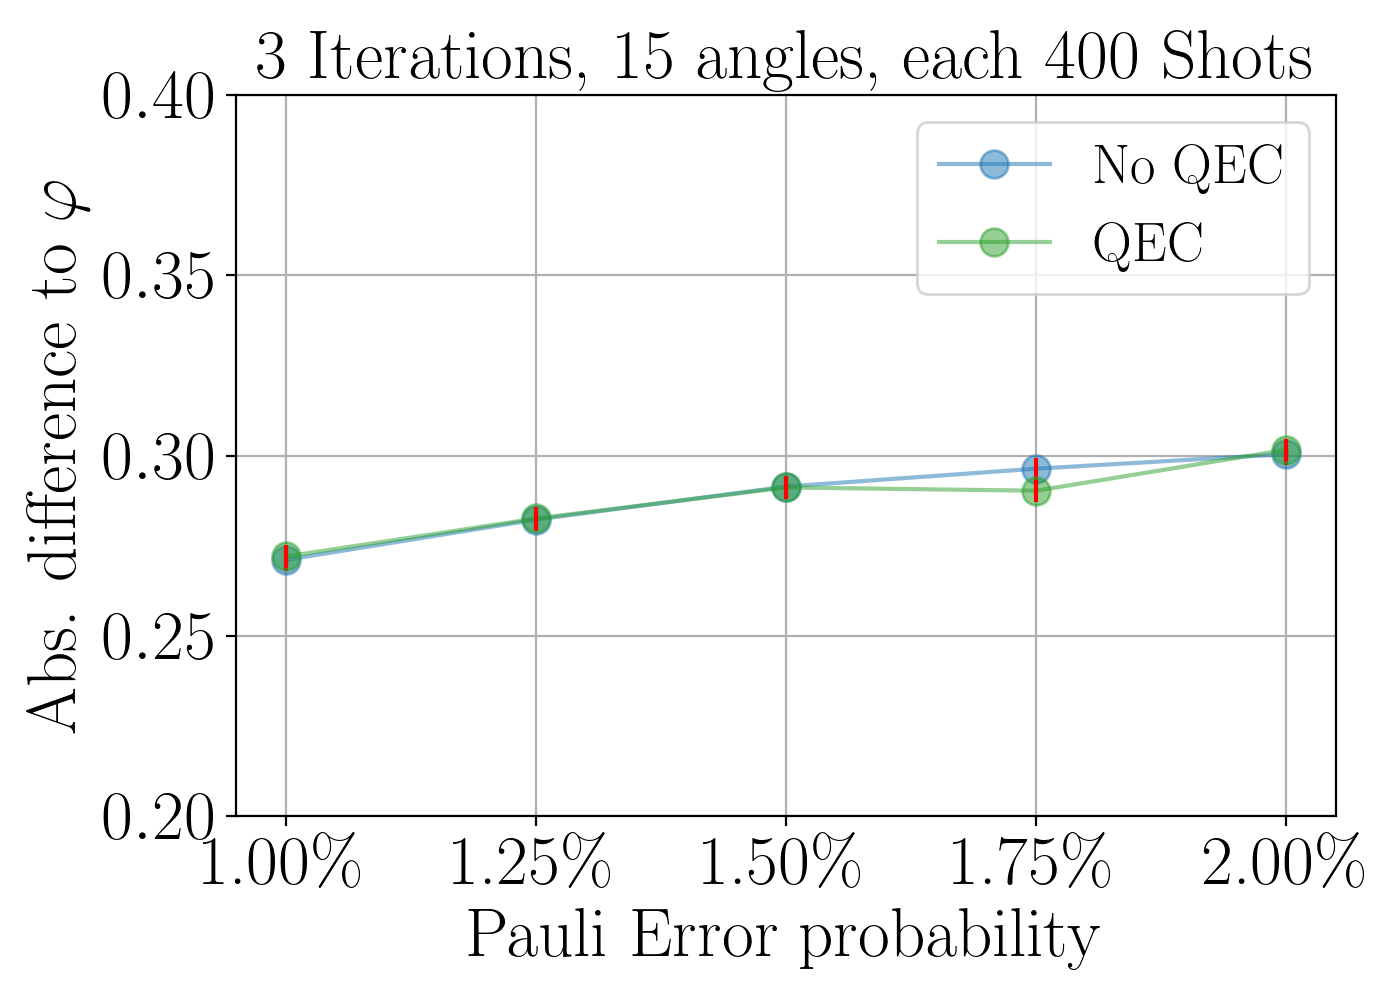 3 Iterations, 15 angles, each 400 Shots
0.40
0.35
0.30
0.25
0.20
Abs. difference to φ
No QEC
QEC
1.00% 1.25% 1.50% 1.75% 2.00%
Pauli Error probability